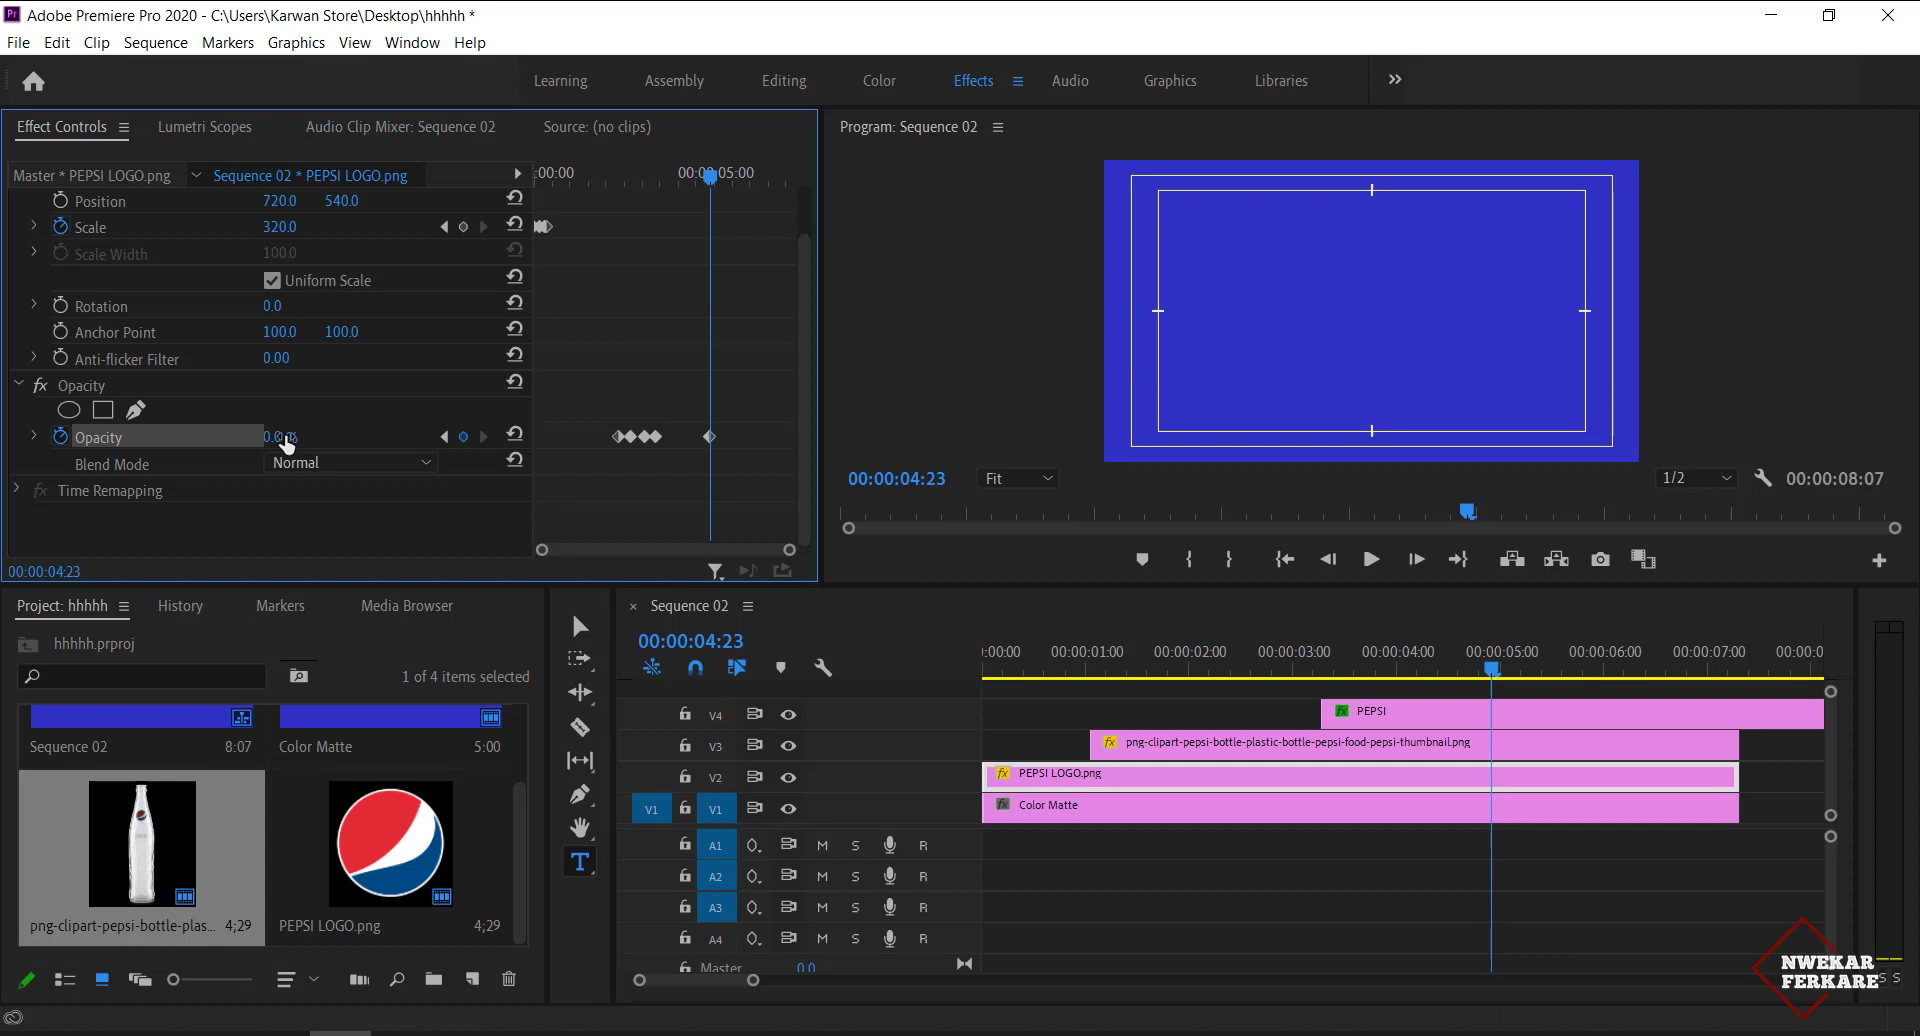 Adobe Premiere Pro 2020 - C:\Users\Karwan Store\Desktop\hhhhh *
File Edit Clip Sequence Markers Graphics View Window Help
Learning Assembly Editing Color Effects Audio Graphics Libraries
Effect Controls Lumetri Scopes Audio Clip Mixer: Sequence 02 Source: (no clips)
Program: Sequence 02
Master * PEPSI LOGO.png Sequence 02 * PEPSI LOGO.png
:00:00
Position 720.0 540.0
Scale 320.0
Scale Width 100.0
Uniform Scale
Rotation 0.0
Anchor Point 100.0 100.0
Anti-flicker Filter 0.00
fx Opacity
Opacity
Blend Mode Normal
fx Time Remapping
00:00:04:23
00:00:04:23 Fit 1/2 00:00:08:07
Project: hhhhh History Markers Media Browser
hhhhh.prproj
1 of 4 items selected
Sequence 02 8:07
Color Matte 5:00
png-clipart-pepsi-bottle-plas... 4;29
PEPSI LOGO.png 4;29
× Sequence 02
00:00:04:23
:00:00 00:00:01:00 00:00:02:00 00:00:03:00 00:00:04:00 00:00:05:00 00:00:06:00 00:00:07:00 00:00:0
V4 fx PEPSI
V3 fx png-clipart-pepsi-bottle-plastic-bottle-pepsi-food-pepsi-thumbnail.png
V2 fx PEPSI LOGO.png
V1 V1 fx Color Matte
A1 M S R
A2 M S R
A3 M S R
A4 M S R
Master 0.0
NWEKAR
FERKARE
S S